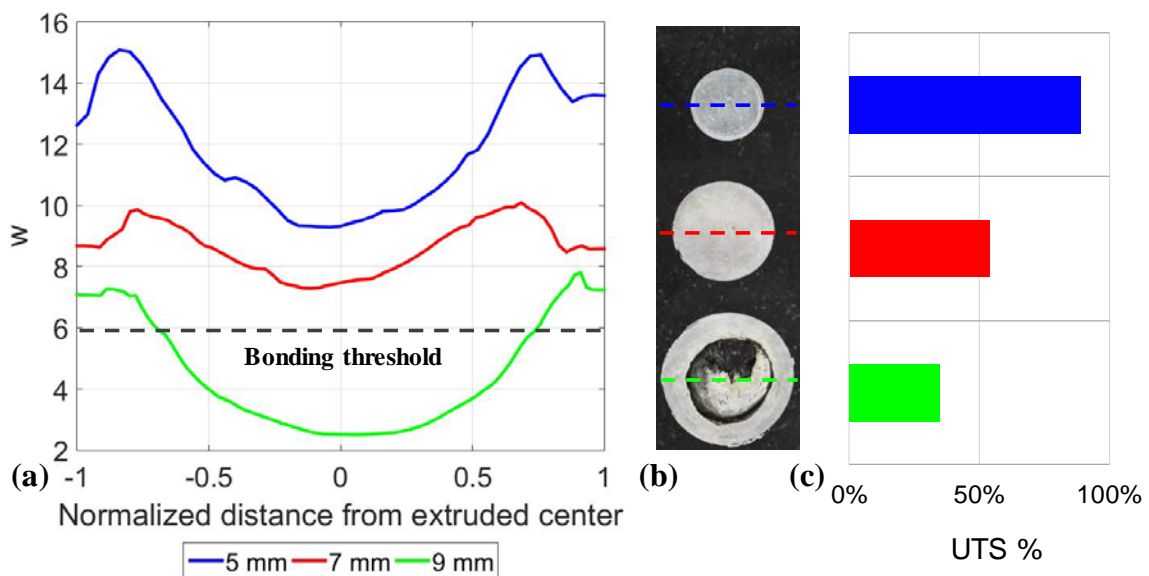 16
14
12
10
8
6
4
2
w
Bonding threshold
-1 -0.5 0 0.5 1
Normalized distance from extruded center
5 mm 7 mm 9 mm
(a)
(b)
(c)
0% 50% 100%
UTS %